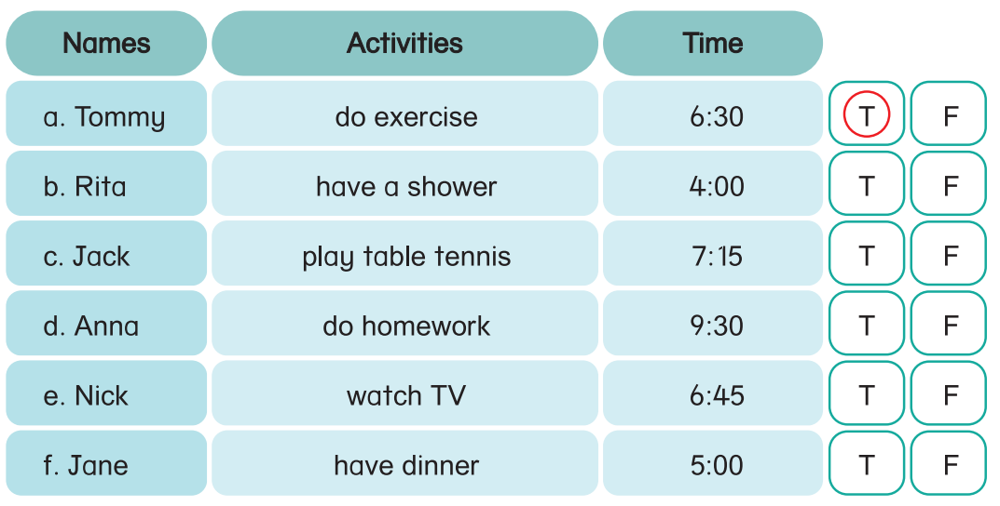 Names Activities Time
a. Tommy do exercise 6:30 T F
b. Rita have a shower 4:00 T F
c. Jack play table tennis 7:15 T F
d. Anna do homework 9:30 T F
e. Nick watch TV 6:45 T F
f. Jane have dinner 5:00 T F